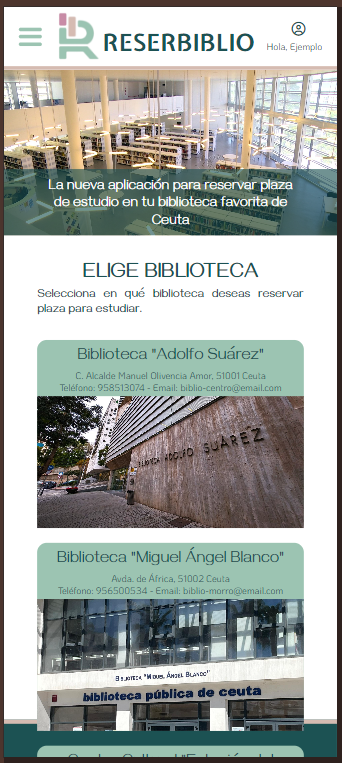 RESERBIBLIO
Hola, Ejemplo
La nueva aplicación para reservar plaza
de estudio en tu biblioteca favorita de
Ceuta
ELIGE BIBLIOTECA
Selecciona en qué biblioteca deseas reservar
plaza para estudiar.
Biblioteca "Adolfo Suárez"
C. Alcalde Manuel Olivencia Amor, 51001 Ceuta
Teléfono: 958513074 - Email: biblio-centro@email.com
BIBLIOTECA ADOLFO SUÁREZ
Biblioteca "Miguel Ángel Blanco"
Avda. de África, 51002 Ceuta
Teléfono: 956500534 - Email: biblio-morro@email.com
BIBLIOTECA "MIGUEL ÁNGEL BLANCO"
biblioteca pública de ceuta